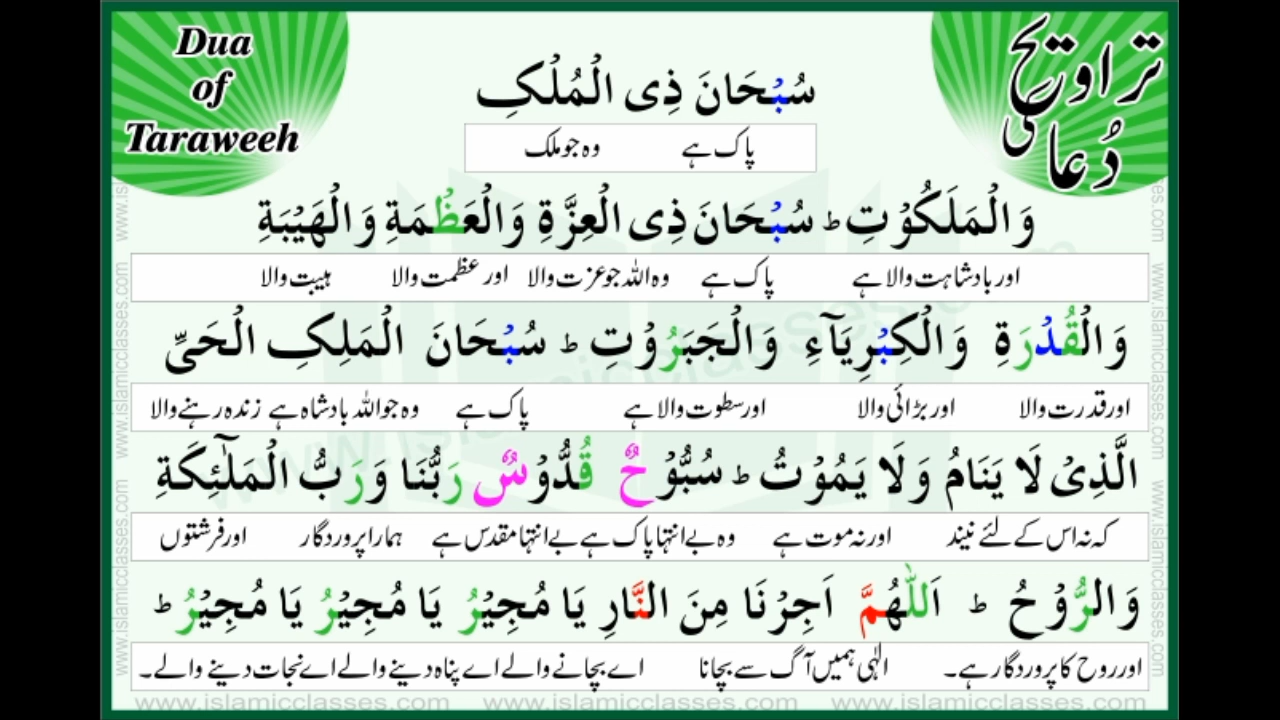 Dua
of
Taraweeh
تراویح
کی دُعا
سُبْحَانَ ذِی الْمُلْکِ
پاک ہے وہ جو ملک
وَالْمَلَکُوْتِ ؕ سُبْحَانَ ذِی الْعِزَّۃِ وَالْعَظْمَۃِ وَالْهَیْبَۃِ
اور بادشاہت والا ہے پاک ہے وہ اللہ جو عزت والا اور عظمت والا ہیبت والا
وَالْقُدْرَۃِ وَالْکِبْرِیَآءِ وَالْجَبَرُوْتِ ؕ سُبْحَانَ الْمَلِکِ الْحَیِّ
اور قدرت والا اور بڑائی والا اور سطوت والا ہے پاک ہے وہ جو اللہ بادشاہ ہے زندہ رہنے والا
الَّذِیْ لَا یَنَامُ وَلَا یَمُوْتُ ؕ سُبُّوْحٌ قُدُّوْسٌ رَبُّنَا وَرَبُّ الْمَلٰٓئِکَۃِ
کہ نہ اس کے لئے نیند اور نہ موت ہے وہ بے انتہا پاک ہے بے انتہا مقدس ہے ہمارا پروردگار اور فرشتوں
وَالرُّوْحُ ؕ اَللّٰهُمَّ اَجِرْنَا مِنَ النَّارِ یَا مُجِیْرُ یَا مُجِیْرُ یَا مُجِیْرُ ؕ
اور روح کا پروردگار ہے۔ الٰہی ہمیں آگ سے بچانا اے بچانے والے اے پناہ دینے والے اے نجات دینے والے۔
www.islamicclasses.com www.islamicclasses.com www.islamicclasses.com